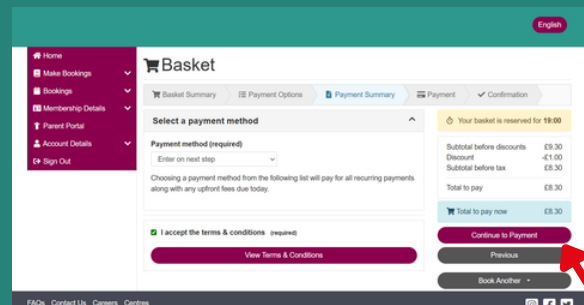 English
Home
Make Bookings
Bookings
Membership Details
Parent Portal
Account Details
Sign Out
Basket
Basket Summary
Payment Options
Payment Summary
Payment
Confirmation
Select a payment method
Payment method (required)
Enter on next step
Choosing a payment method from the following list will pay for all recurring payments
along with any upfront fees due today.
I accept the terms & conditions (required)
View Terms & Conditions
Your basket is reserved for 19:00
Subtotal before discounts £9.30
Discount -£1.00
Subtotal before tax £8.30
Total to pay £8.30
Total to pay now £8.30
Continue to Payment
Previous
Book Another
FAQs Contact Us Careers Centres